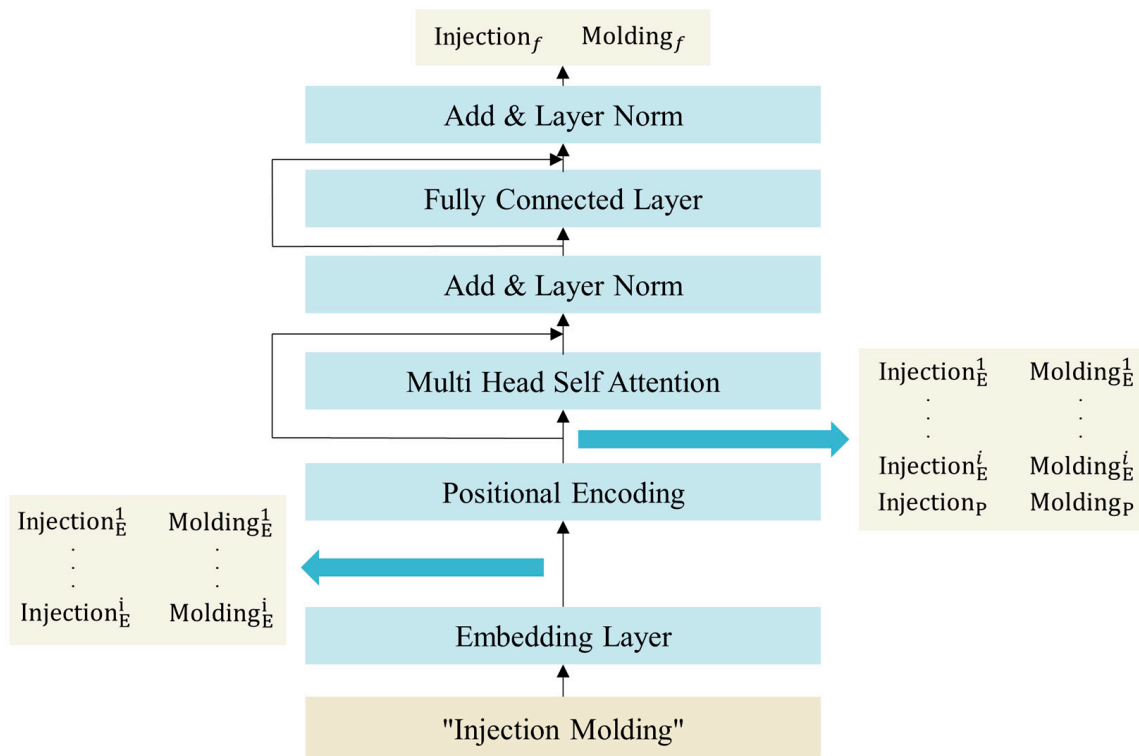 Injection_f Molding_f
Add & Layer Norm
Fully Connected Layer
Add & Layer Norm
Multi Head Self Attention
Injection_E^1 Molding_E^1
. .
. .
. .
Injection_E^i Molding_E^i
Injection_P Molding_P
Positional Encoding
Injection_E^1 Molding_E^1
. .
. .
. .
Injection_E^i Molding_E^i
Embedding Layer
"Injection Molding"